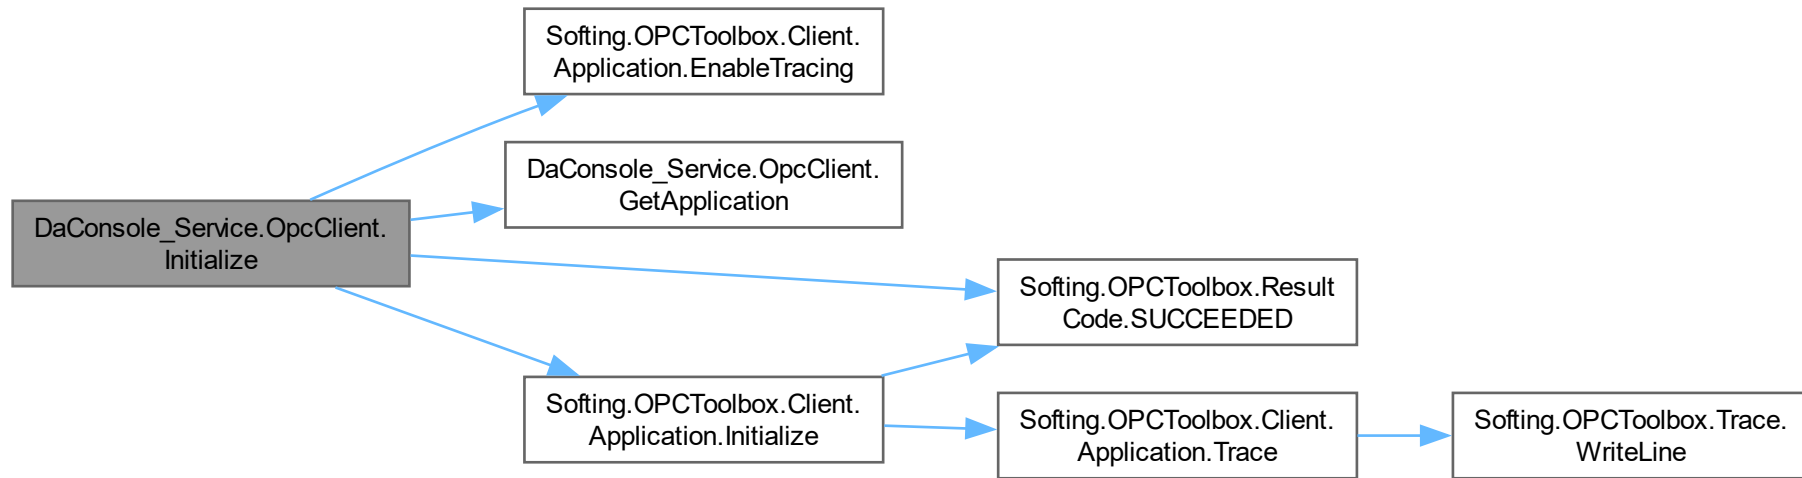 Softing.OPCToolbox.Client.
Application.EnableTracing
DaConsole_Service.OpcClient.
GetApplication
DaConsole_Service.OpcClient.
Initialize
Softing.OPCToolbox.Result
Code.SUCCEEDED
Softing.OPCToolbox.Client.
Application.Initialize
Softing.OPCToolbox.Client.
Application.Trace
Softing.OPCToolbox.Trace.
WriteLine